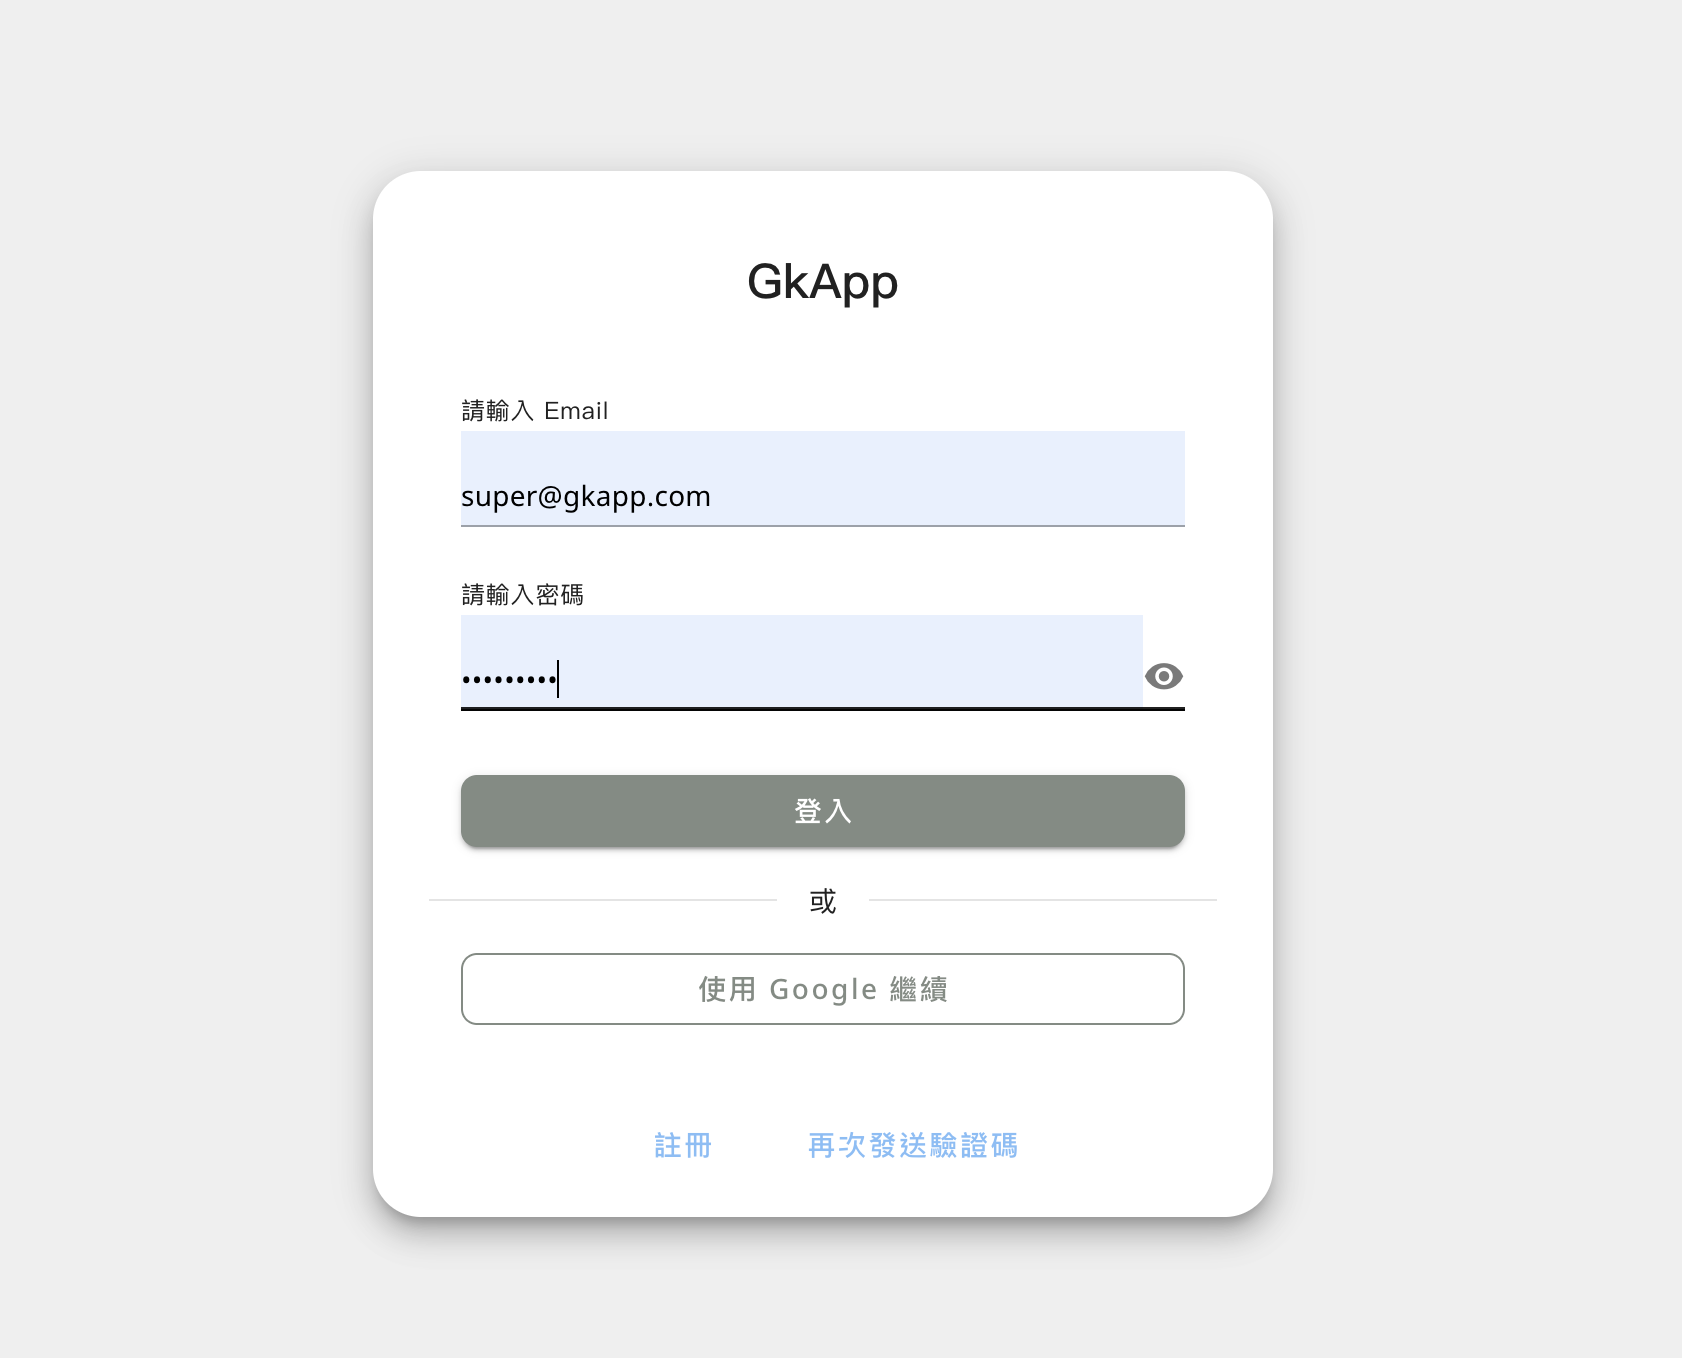 GkApp
請輸入 Email
super@gkapp.com
請輸入密碼
•••••••••
登入
或
使用 Google 繼續
註冊
再次發送驗證碼